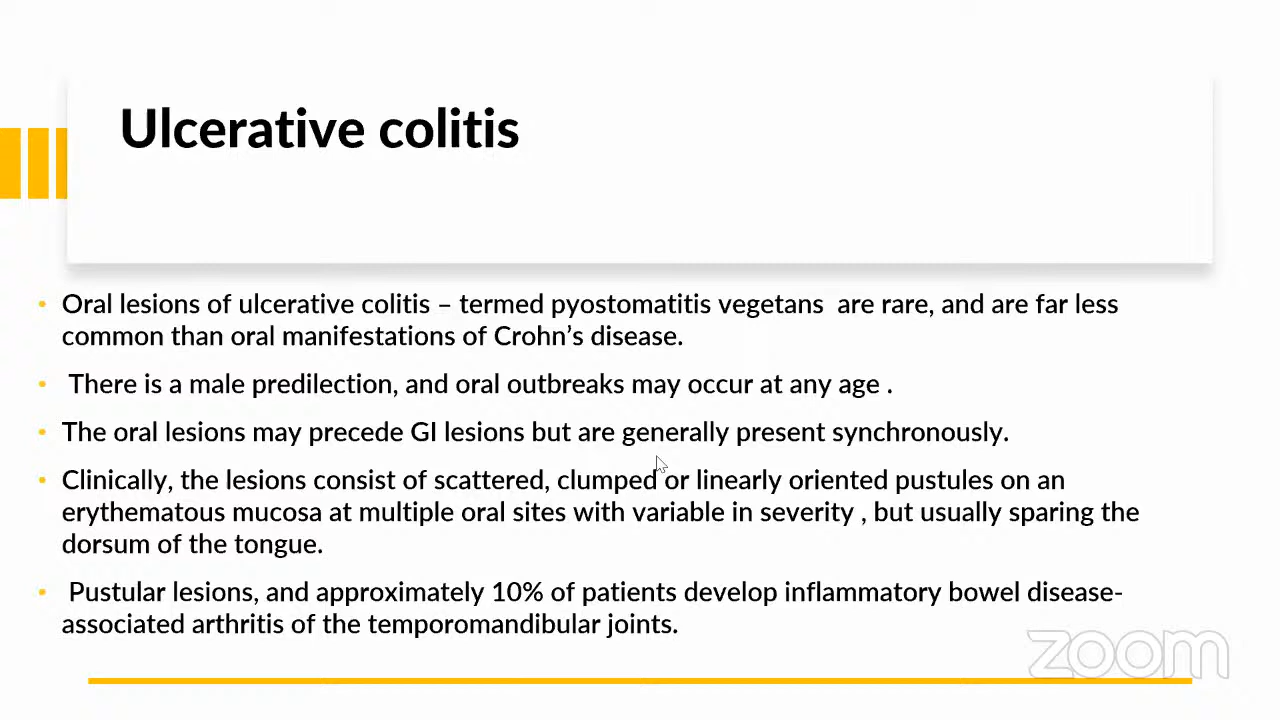 Ulcerative colitis
• Oral lesions of ulcerative colitis – termed pyostomatitis vegetans are rare, and are far less
common than oral manifestations of Crohn’s disease.
• There is a male predilection, and oral outbreaks may occur at any age .
• The oral lesions may precede GI lesions but are generally present synchronously.
• Clinically, the lesions consist of scattered, clumped or linearly oriented pustules on an
erythematous mucosa at multiple oral sites with variable in severity , but usually sparing the
dorsum of the tongue.
• Pustular lesions, and approximately 10% of patients develop inflammatory bowel disease-
associated arthritis of the temporomandibular joints.
zoom